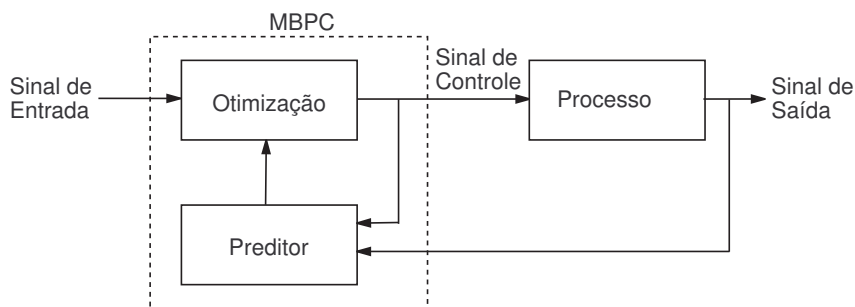 MBPC
Sinal de
Entrada
Otimização
Sinal de
Controle
Processo
Sinal de
Saída
Preditor